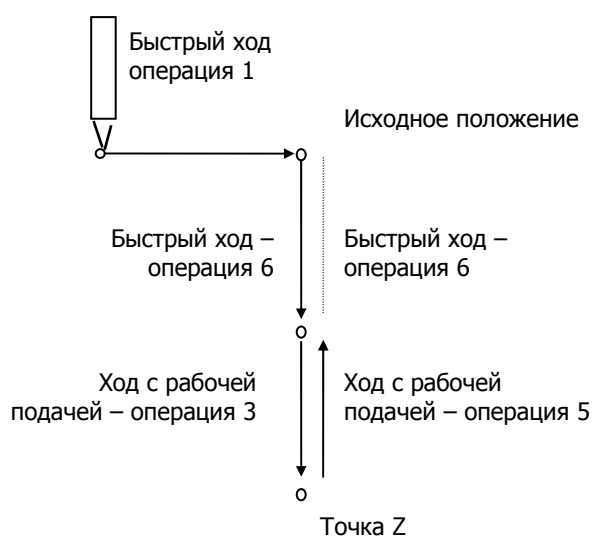 Быстрый ход
операция 1
Исходное положение
Быстрый ход –
операция 6
Быстрый ход –
операция 6
Ход с рабочей
подачей – операция 3
Ход с рабочей
подачей – операция 5
Точка Z